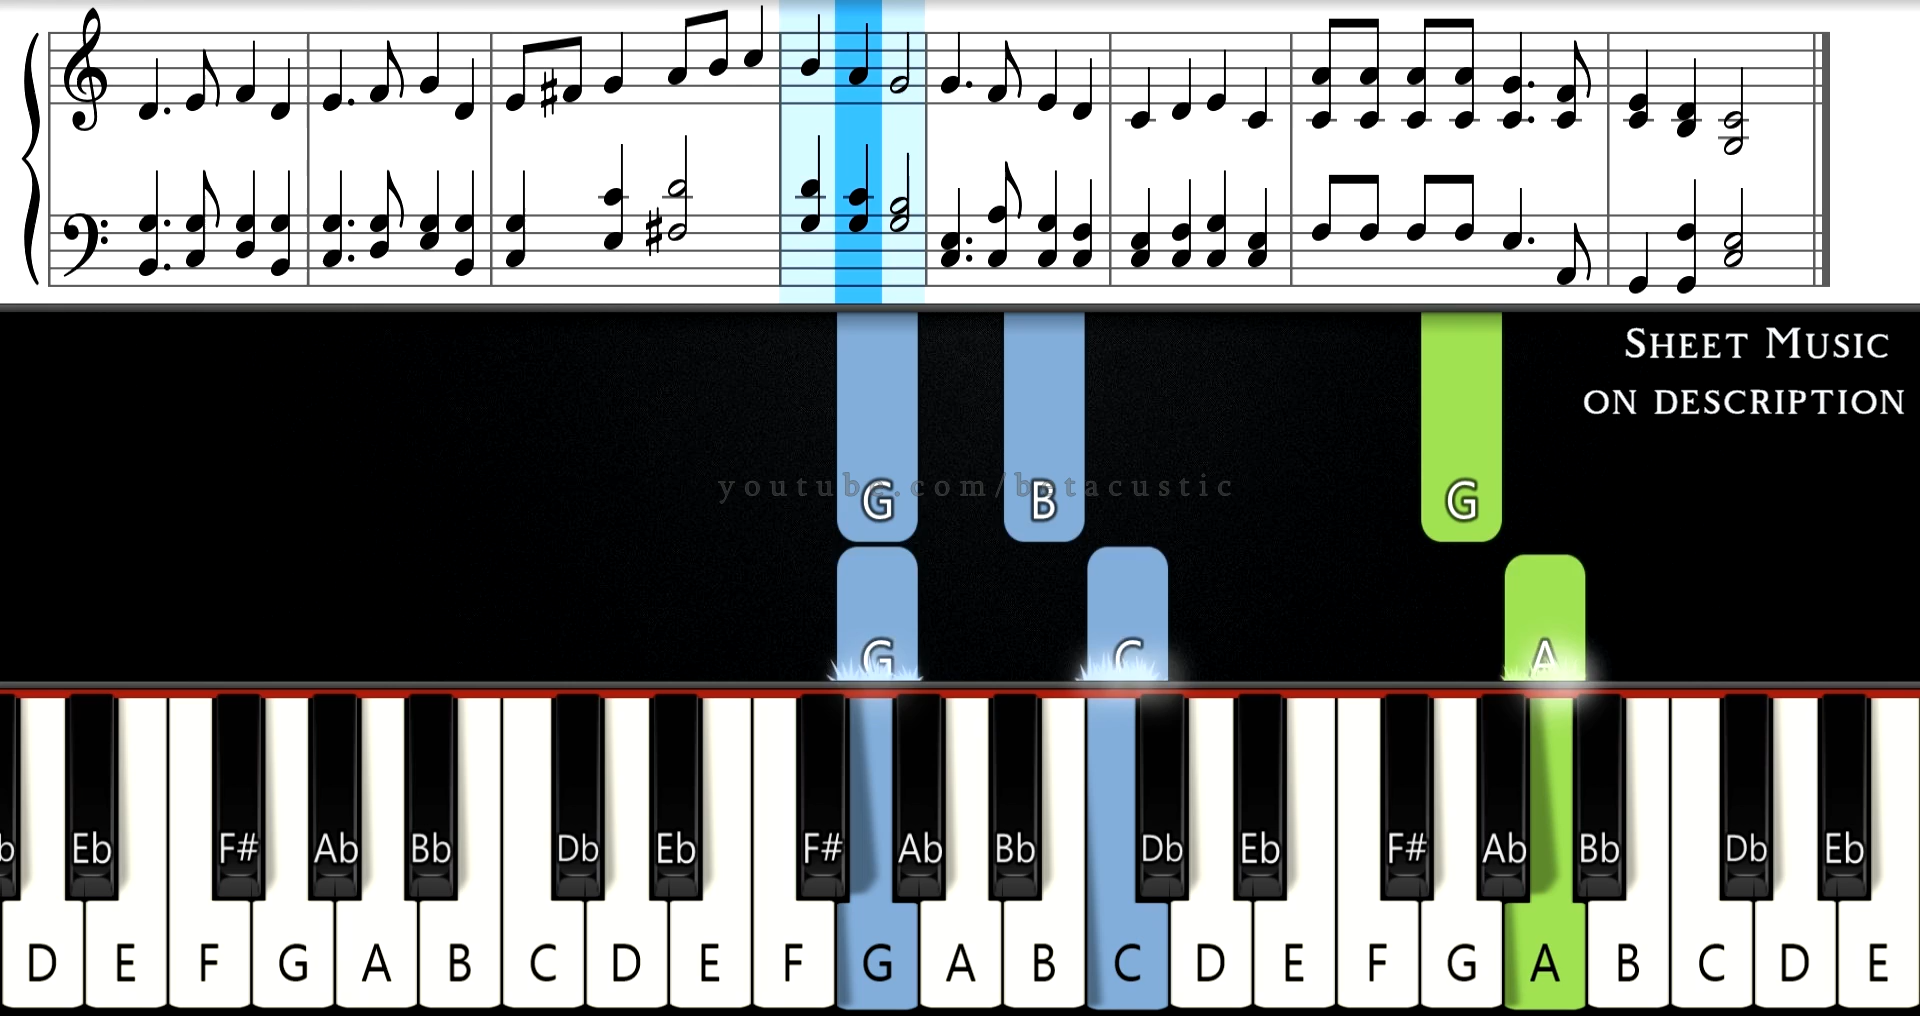 SHEET MUSIC
ON DESCRIPTION
youtube.com/betacustic
G B G
G C A
b Eb F# Ab Bb Db Eb F# Ab Bb Db Eb F# Ab Bb Db Eb
D E F G A B C D E F G A B C D E F G A B C D E